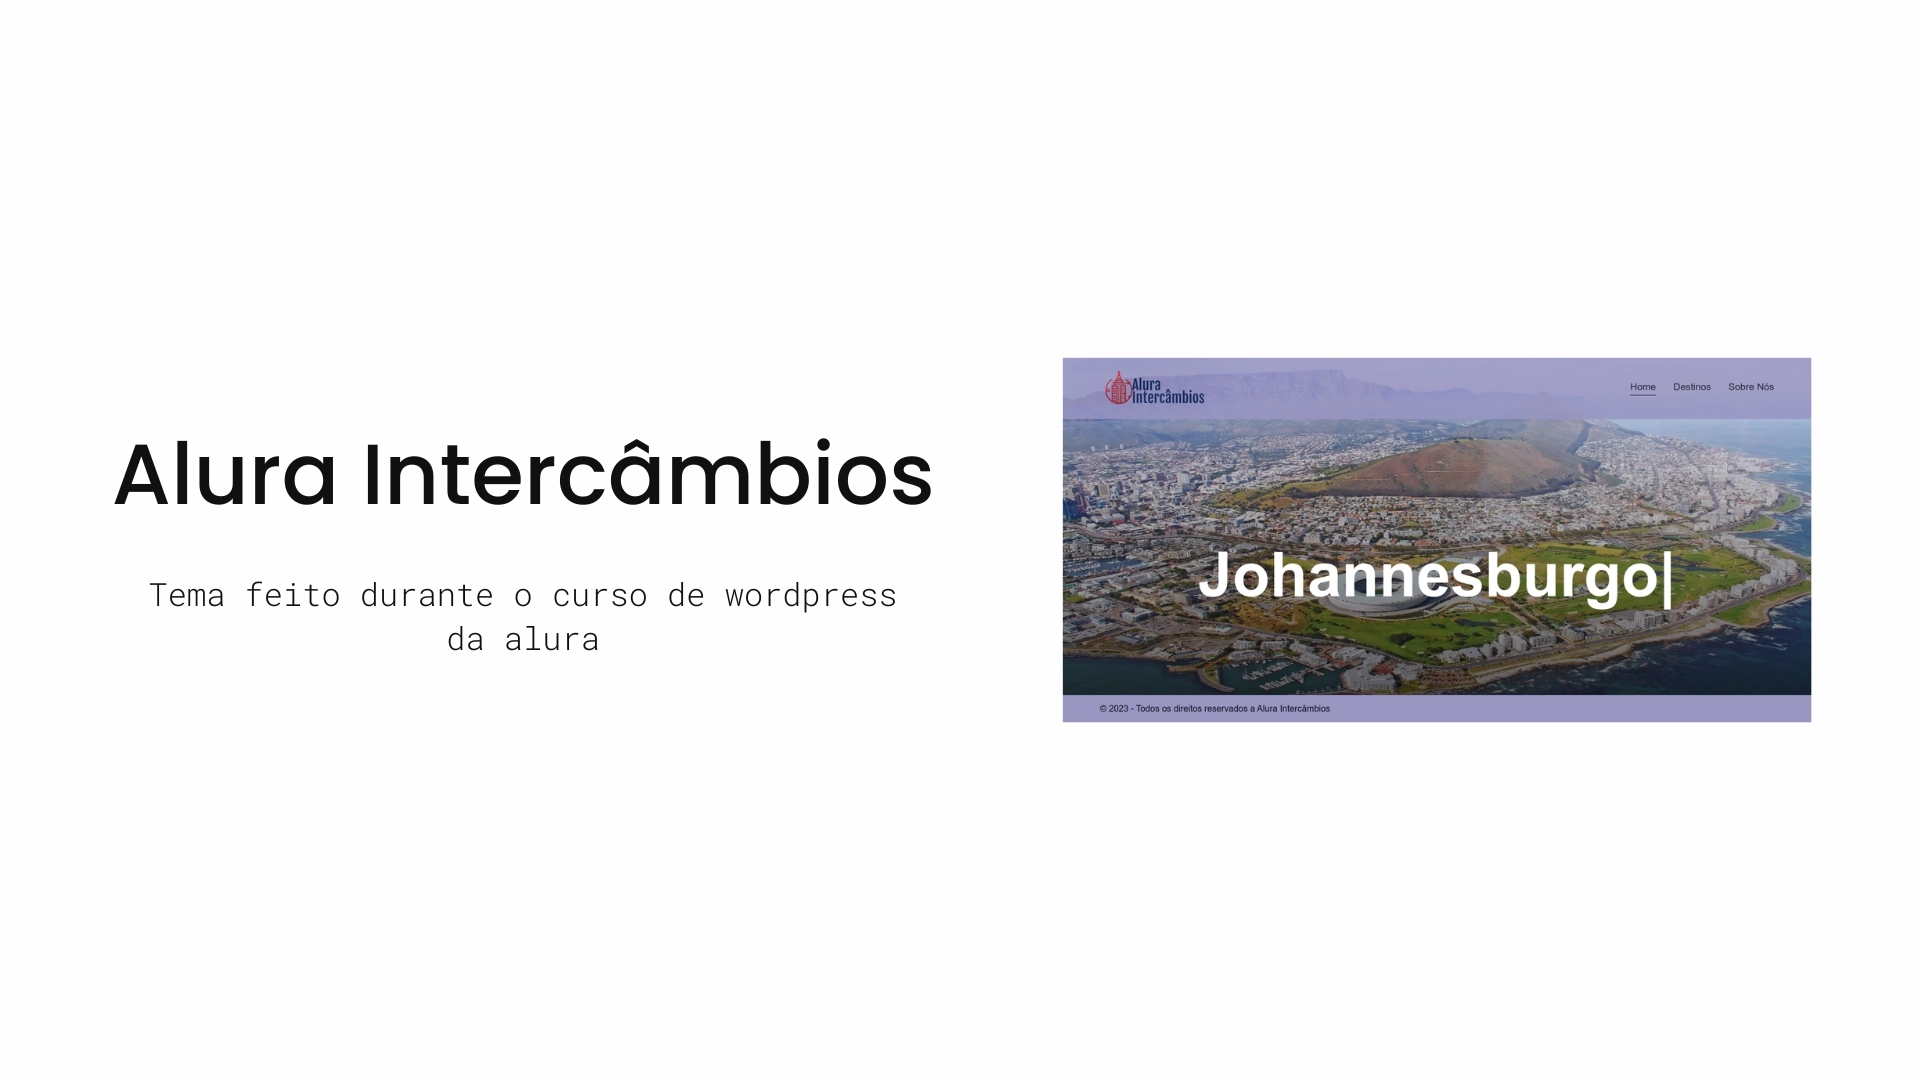 Alura Intercâmbios
Tema feito durante o curso de wordpress
da alura
Alura
Intercâmbios
Home Destinos Sobre Nós
Johannesburgo|
© 2023 - Todos os direitos reservados a Alura Intercâmbios